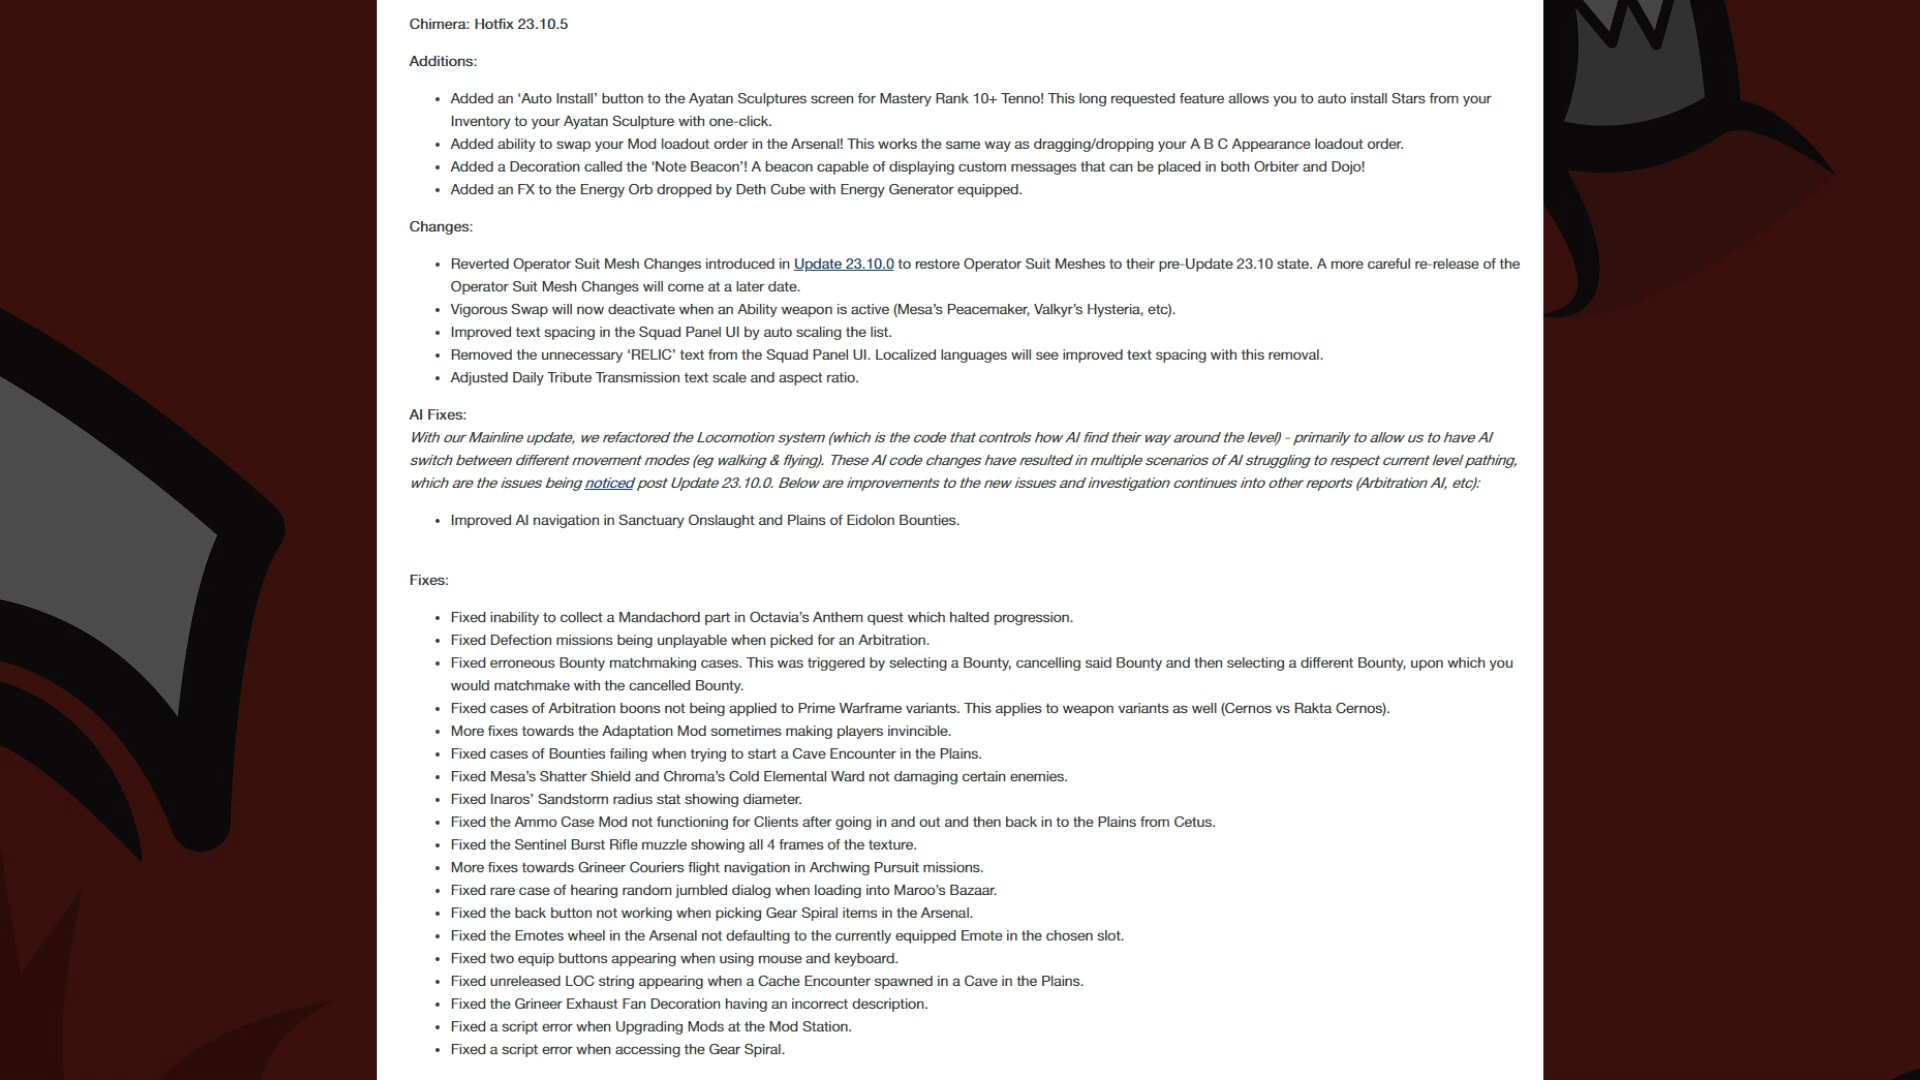 Chimera: Hotfix 23.10.5
Additions:
• Added an ‘Auto Install’ button to the Ayatan Sculptures screen for Mastery Rank 10+ Tenno! This long requested feature allows you to auto install Stars from your
Inventory to your Ayatan Sculpture with one-click.
• Added ability to swap your Mod loadout order in the Arsenal! This works the same way as dragging/dropping your A B C Appearance loadout order.
• Added a Decoration called the ‘Note Beacon’! A beacon capable of displaying custom messages that can be placed in both Orbiter and Dojo!
• Added an FX to the Energy Orb dropped by Deth Cube with Energy Generator equipped.
Changes:
• Reverted Operator Suit Mesh Changes introduced in Update 23.10.0 to restore Operator Suit Meshes to their pre-Update 23.10 state. A more careful re-release of the
Operator Suit Mesh Changes will come at a later date.
• Vigorous Swap will now deactivate when an Ability weapon is active (Mesa’s Peacemaker, Valkyr’s Hysteria, etc).
• Improved text spacing in the Squad Panel UI by auto scaling the list.
• Removed the unnecessary ‘RELIC’ text from the Squad Panel UI. Localized languages will see improved text spacing with this removal.
• Adjusted Daily Tribute Transmission text scale and aspect ratio.
AI Fixes:
With our Mainline update, we refactored the Locomotion system (which is the code that controls how AI find their way around the level) - primarily to allow us to have AI
switch between different movement modes (eg walking & flying). These AI code changes have resulted in multiple scenarios of AI struggling to respect current level pathing,
which are the issues being noticed post Update 23.10.0. Below are improvements to the new issues and investigation continues into other reports (Arbitration AI, etc):
• Improved AI navigation in Sanctuary Onslaught and Plains of Eidolon Bounties.
Fixes:
• Fixed inability to collect a Mandachord part in Octavia’s Anthem quest which halted progression.
• Fixed Defection missions being unplayable when picked for an Arbitration.
• Fixed erroneous Bounty matchmaking cases. This was triggered by selecting a Bounty, cancelling said Bounty and then selecting a different Bounty, upon which you
would matchmake with the cancelled Bounty.
• Fixed cases of Arbitration boons not being applied to Prime Warframe variants. This applies to weapon variants as well (Cernos vs Rakta Cernos).
• More fixes towards the Adaptation Mod sometimes making players invincible.
• Fixed cases of Bounties failing when trying to start a Cave Encounter in the Plains.
• Fixed Mesa’s Shatter Shield and Chroma’s Cold Elemental Ward not damaging certain enemies.
• Fixed Inaros’ Sandstorm radius stat showing diameter.
• Fixed the Ammo Case Mod not functioning for Clients after going in and out and then back in to the Plains from Cetus.
• Fixed the Sentinel Burst Rifle muzzle showing all 4 frames of the texture.
• More fixes towards Grineer Couriers flight navigation in Archwing Pursuit missions.
• Fixed rare case of hearing random jumbled dialog when loading into Maroo’s Bazaar.
• Fixed the back button not working when picking Gear Spiral items in the Arsenal.
• Fixed the Emotes wheel in the Arsenal not defaulting to the currently equipped Emote in the chosen slot.
• Fixed two equip buttons appearing when using mouse and keyboard.
• Fixed unreleased LOC string appearing when a Cache Encounter spawned in a Cave in the Plains.
• Fixed the Grineer Exhaust Fan Decoration having an incorrect description.
• Fixed a script error when Upgrading Mods at the Mod Station.
• Fixed a script error when accessing the Gear Spiral.